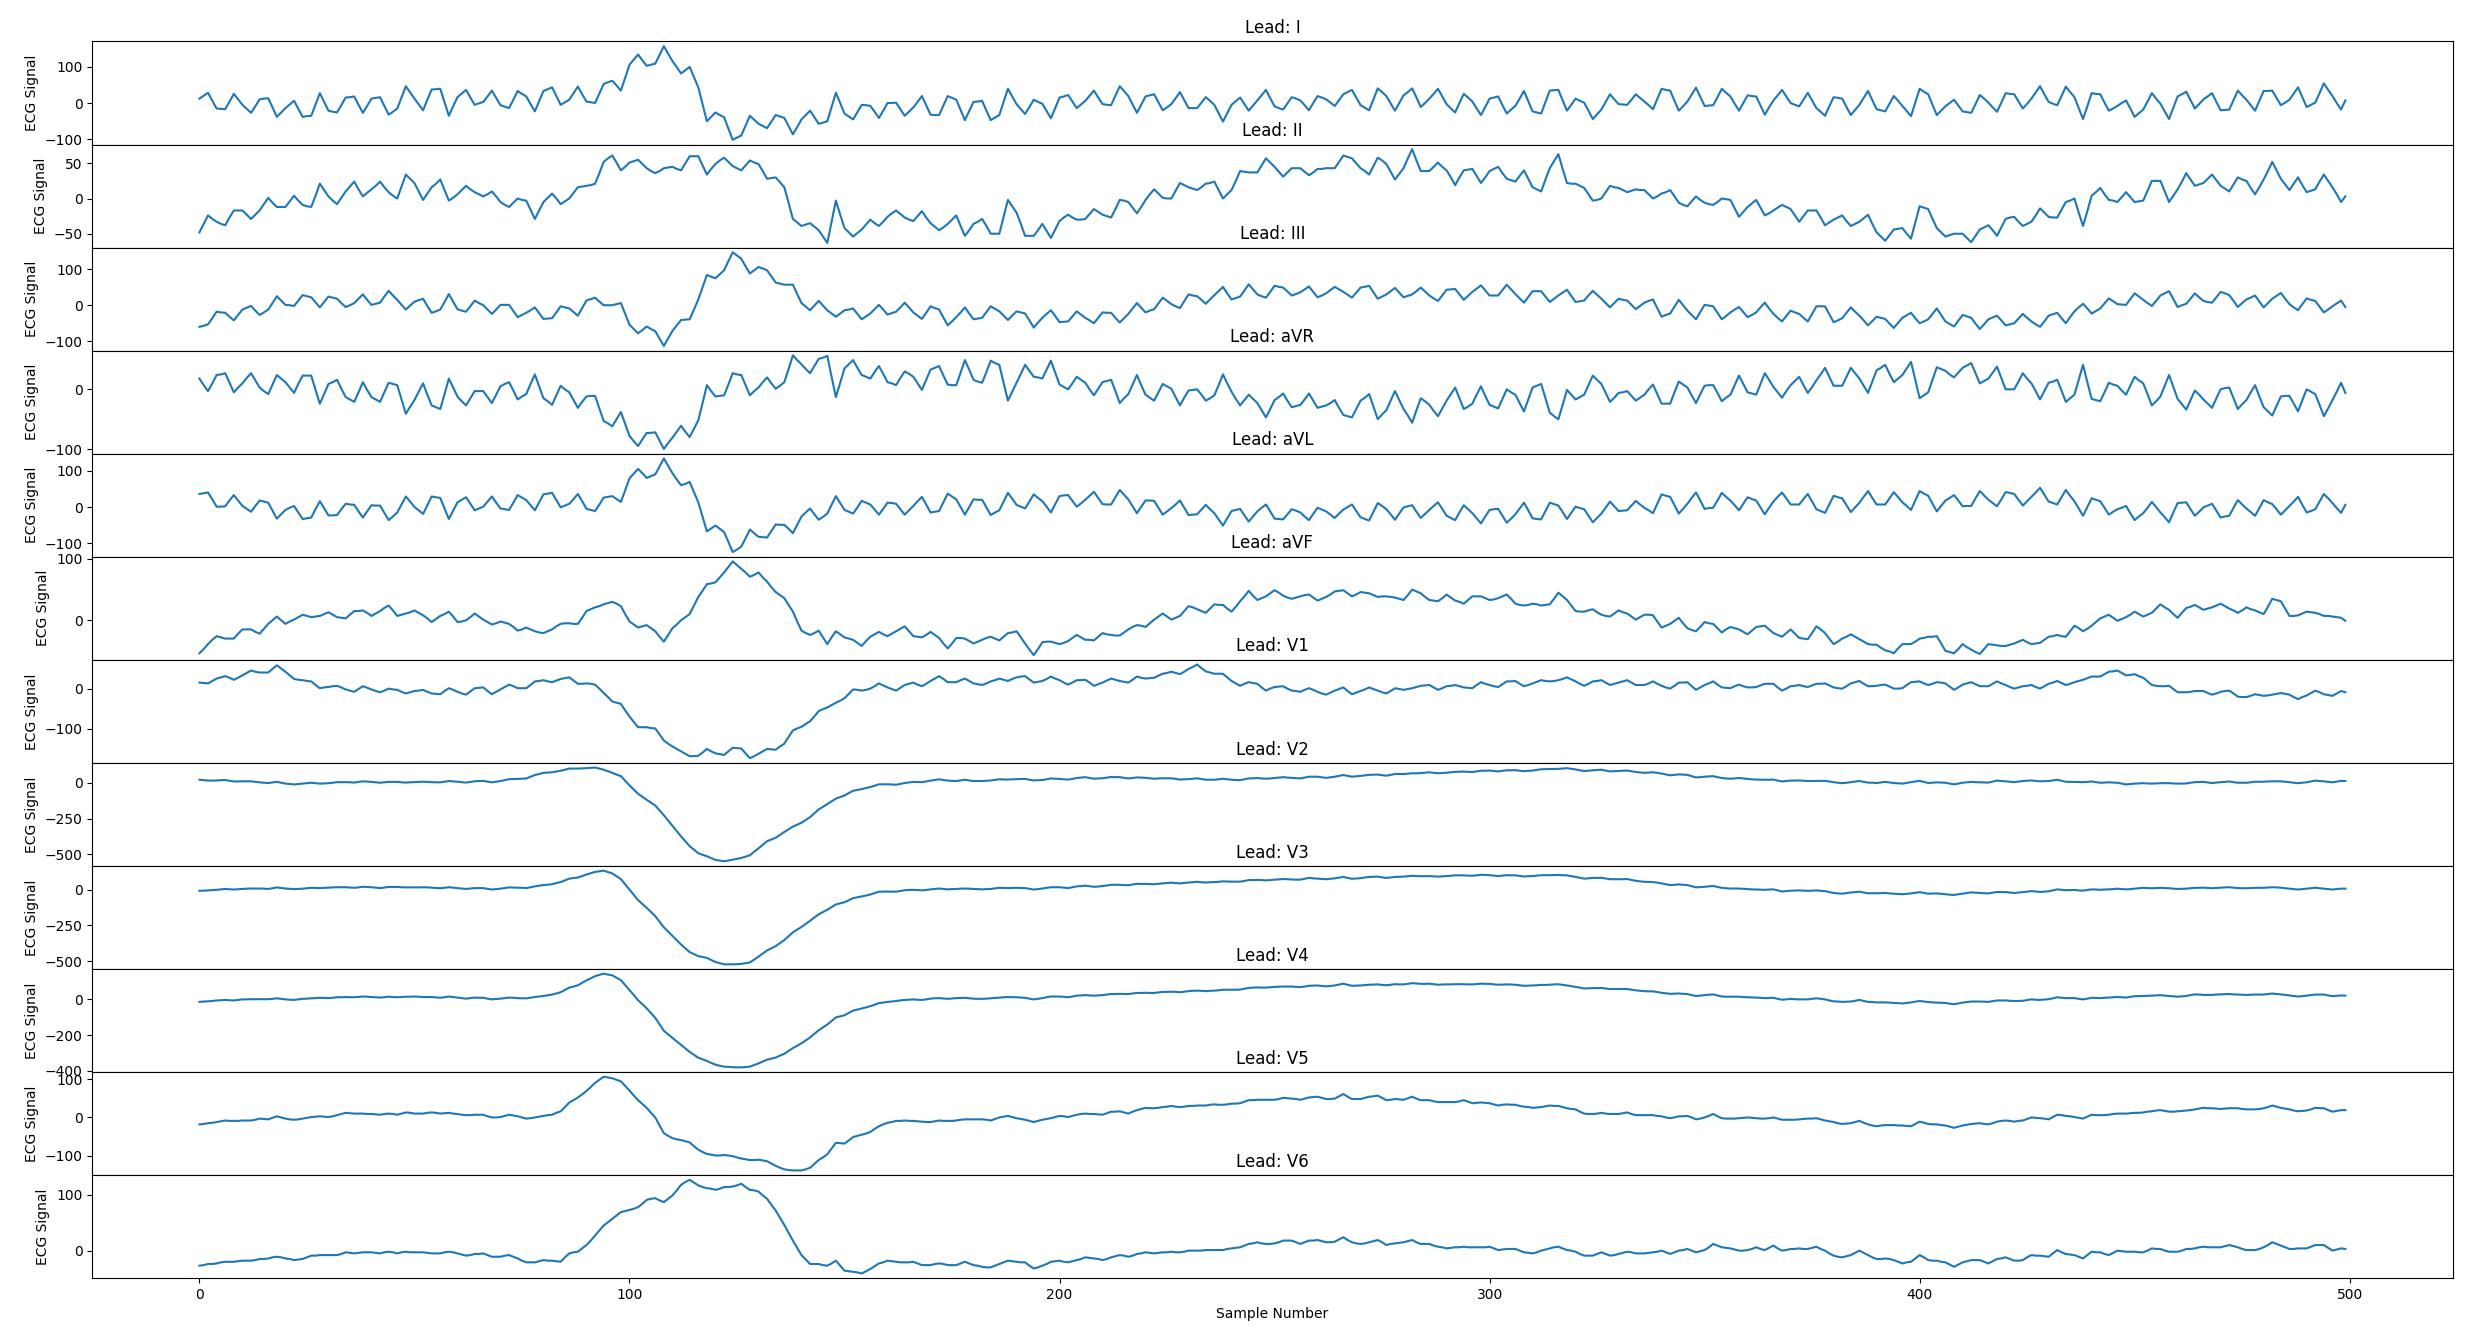 Lead: I
ECG Signal
100
0
−100
Lead: II
ECG Signal
50
0
−50
Lead: III
ECG Signal
100
0
−100
Lead: aVR
ECG Signal
0
−100
Lead: aVL
ECG Signal
100
0
−100
Lead: aVF
ECG Signal
100
0
Lead: V1
ECG Signal
0
−100
Lead: V2
ECG Signal
0
−250
−500
Lead: V3
ECG Signal
0
−250
−500
Lead: V4
ECG Signal
0
−200
−400
Lead: V5
ECG Signal
100
0
−100
Lead: V6
ECG Signal
100
0
0 100 200 300 400 500
Sample Number